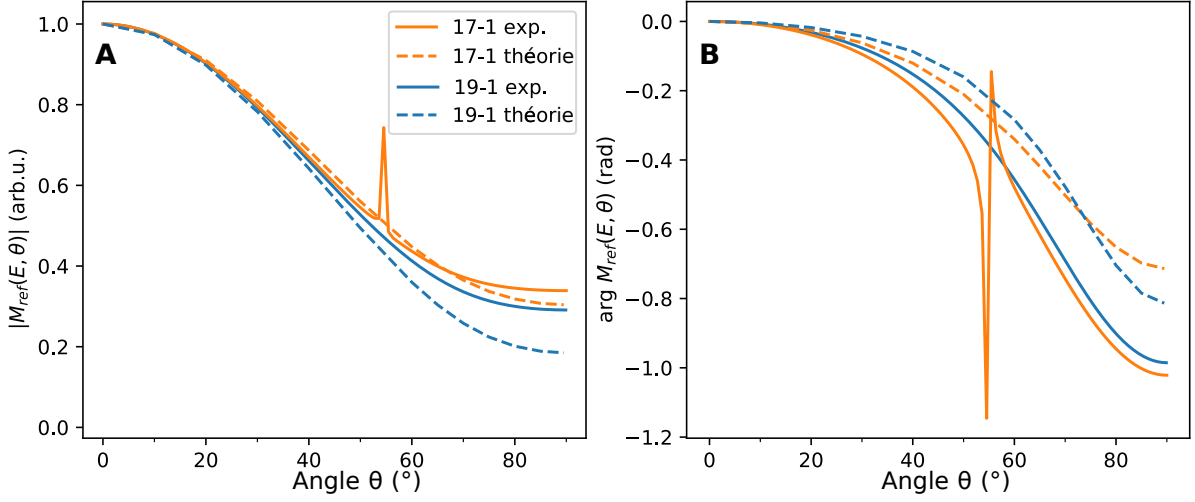 A
1.0
0.8
0.6
0.4
0.2
0.0
|M_ref(E, θ)| (arb.u.)
0
20
40
60
80
Angle θ (°)
17-1 exp.
17-1 théorie
19-1 exp.
19-1 théorie
B
0.0
−0.2
−0.4
−0.6
−0.8
−1.0
−1.2
arg M_ref(E, θ) (rad)
0
20
40
60
80
Angle θ (°)